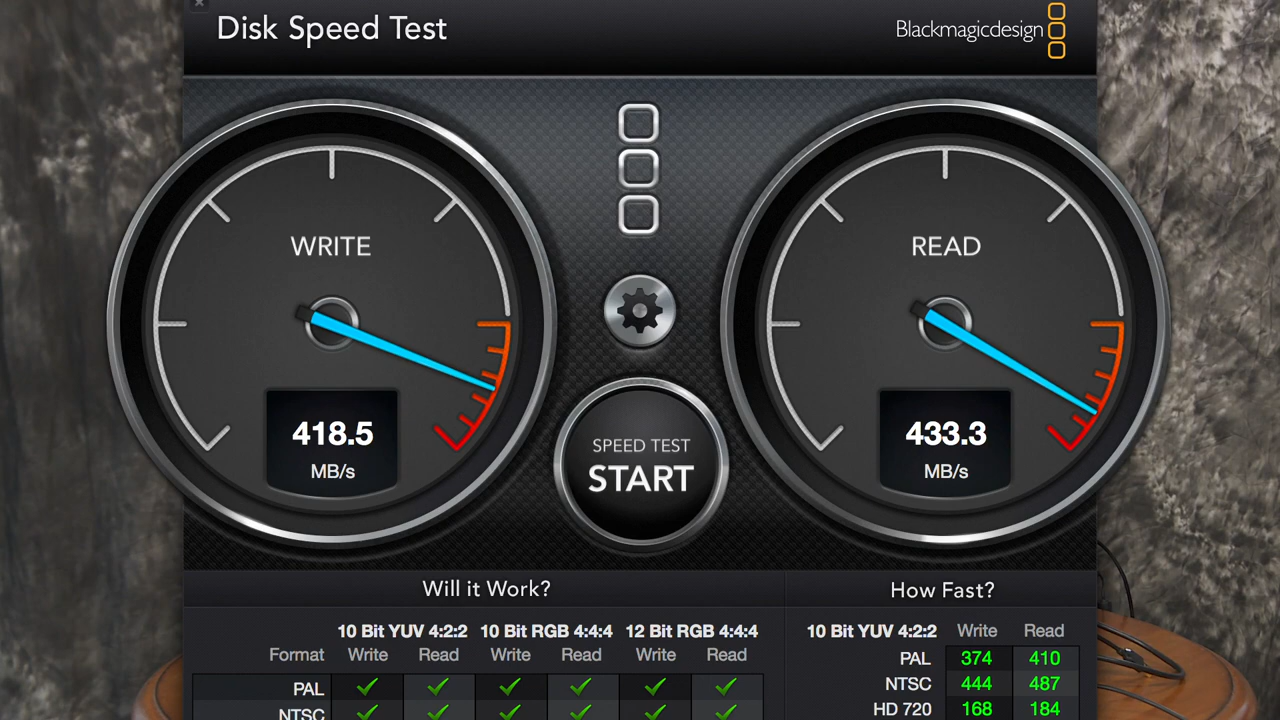 Disk Speed Test
Blackmagicdesign
WRITE
READ
418.5
MB/s
433.3
MB/s
SPEED TEST
START
Will it Work?
How Fast?
10 Bit YUV 4:2:2 10 Bit RGB 4:4:4 12 Bit RGB 4:4:4
Format Write Read Write Read Write Read
PAL
NTSC
10 Bit YUV 4:2:2 Write Read
PAL 374 410
NTSC 444 487
HD 720 168 184